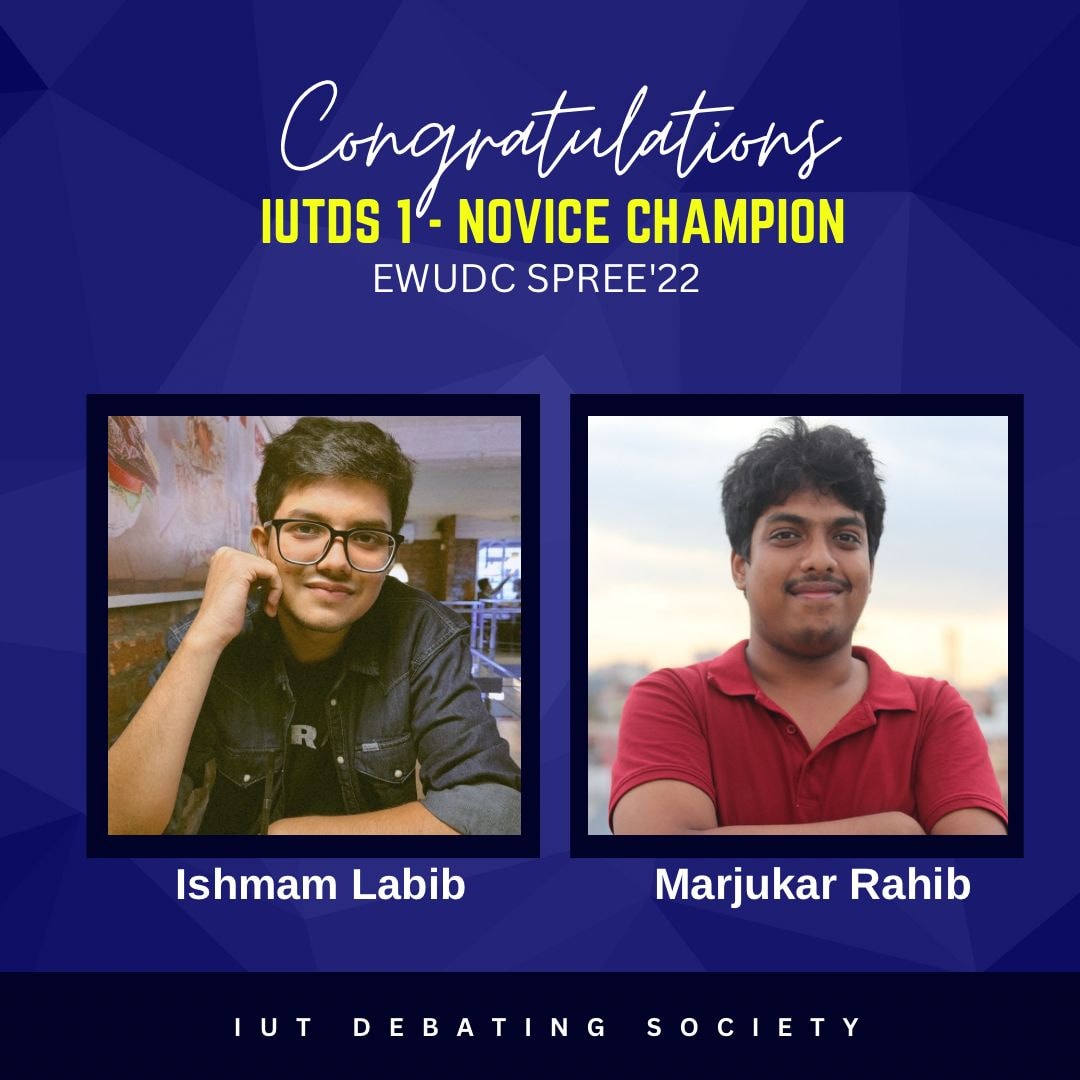 Congratulations
IUTDS 1 - NOVICE CHAMPION
EWUDC SPREE'22
R
Ishmam Labib
Marjukar Rahib
IUT DEBATING SOCIETY